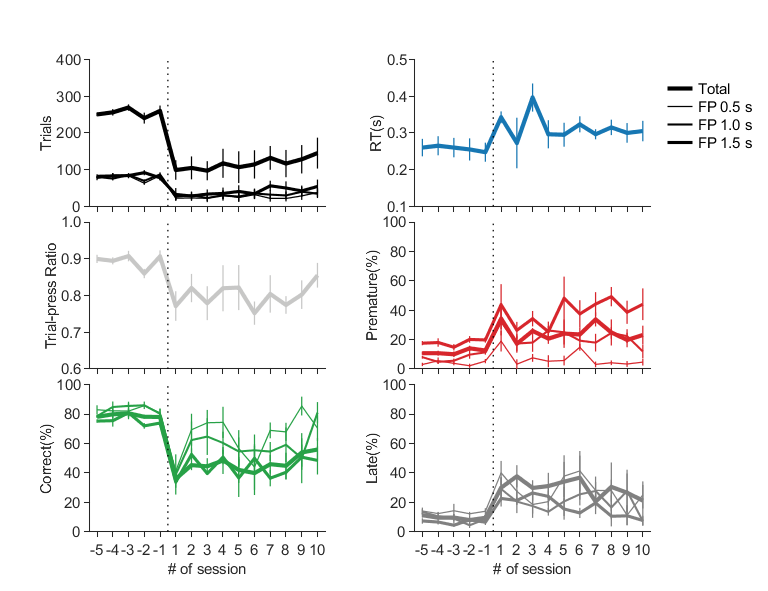 400
300
200
100
0
Trials
0.5
0.4
0.3
0.2
0.1
RT(s)
Total
FP 0.5 s
FP 1.0 s
FP 1.5 s
1.0
0.9
0.8
0.7
0.6
Trial-press Ratio
100
80
60
40
20
0
Premature(%)
100
80
60
40
20
0
Correct(%)
-5 -4 -3 -2 -1 1 2 3 4 5 6 7 8 9 10
# of session
100
80
60
40
20
0
Late(%)
-5 -4 -3 -2 -1 1 2 3 4 5 6 7 8 9 10
# of session